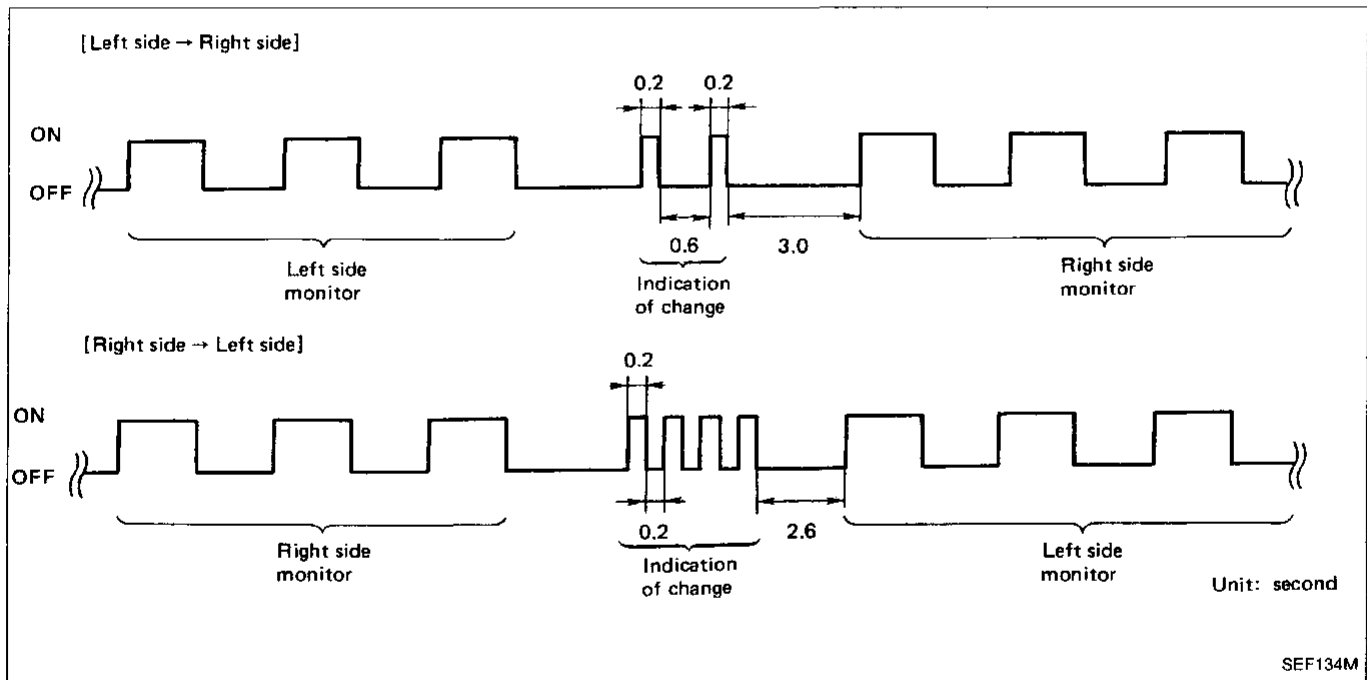 [Left side → Right side]
0.2
0.2
ON
OFF
0.6
3.0
Left side
monitor
Indication
of change
Right side
monitor
[Right side → Left side]
0.2
ON
OFF
0.2
2.6
Right side
monitor
Indication
of change
Left side
monitor
Unit: second
SEF134M